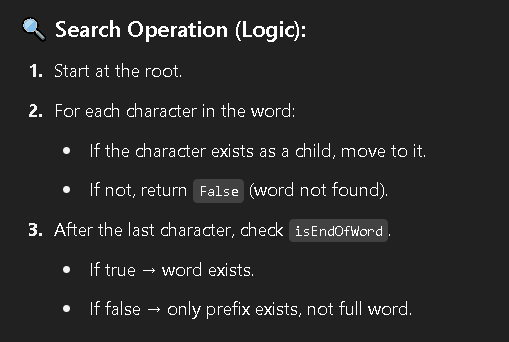 🔍 Search Operation (Logic):
1. Start at the root.
2. For each character in the word:
• If the character exists as a child, move to it.
• If not, return False (word not found).
3. After the last character, check isEndOfWord.
• If true → word exists.
• If false → only prefix exists, not full word.